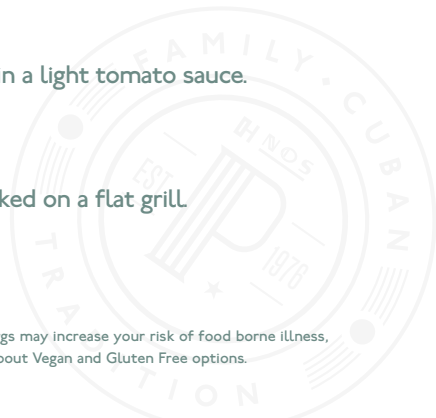 n a light tomato sauce.
ked on a flat grill.
gs may increase your risk of food borne illness,
bout Vegan and Gluten Free options.
FAMILY · CUBAN
TRADITION
HNOS
EST
1976
P